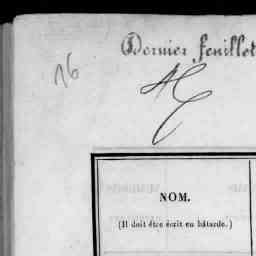 Dernier feuillet
16
NOM.
(Il doit être écrit en bâtarde.)